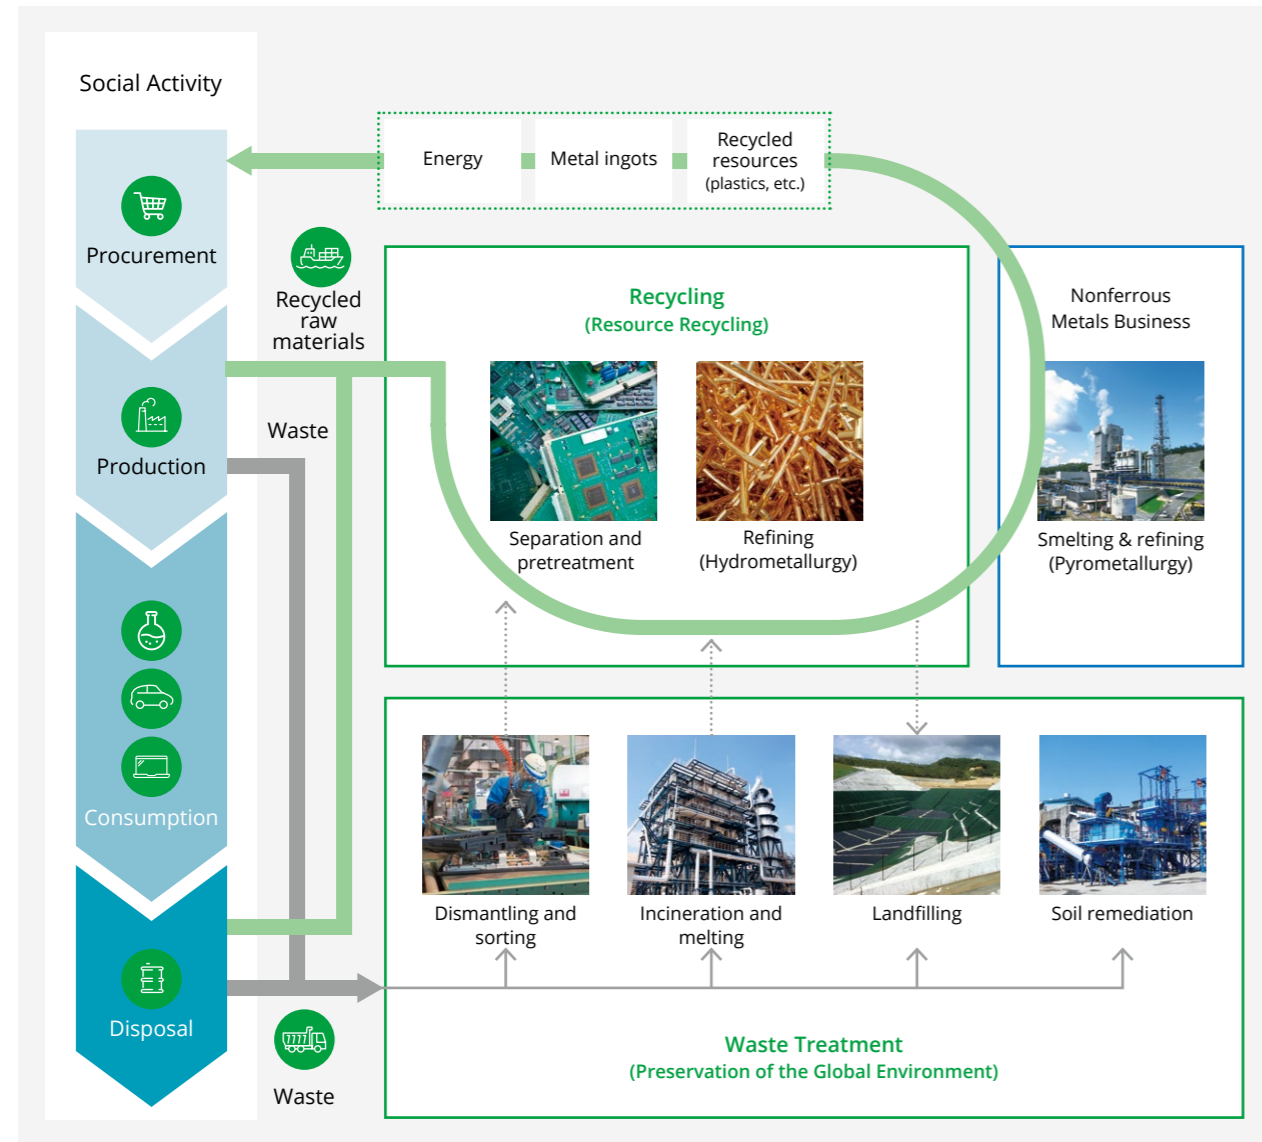 Social Activity
Procurement
Production
Consumption
Disposal
Energy
Metal ingots
Recycled
resources
(plastics, etc.)
Recycled
raw
materials
Waste
Waste
Recycling
(Resource Recycling)
Separation and
pretreatment
Refining
(Hydrometallurgy)
Nonferrous
Metals Business
Smelting & refining
(Pyrometallurgy)
Dismantling and
sorting
Incineration and
melting
Landfilling
Soil remediation
Waste Treatment
(Preservation of the Global Environment)